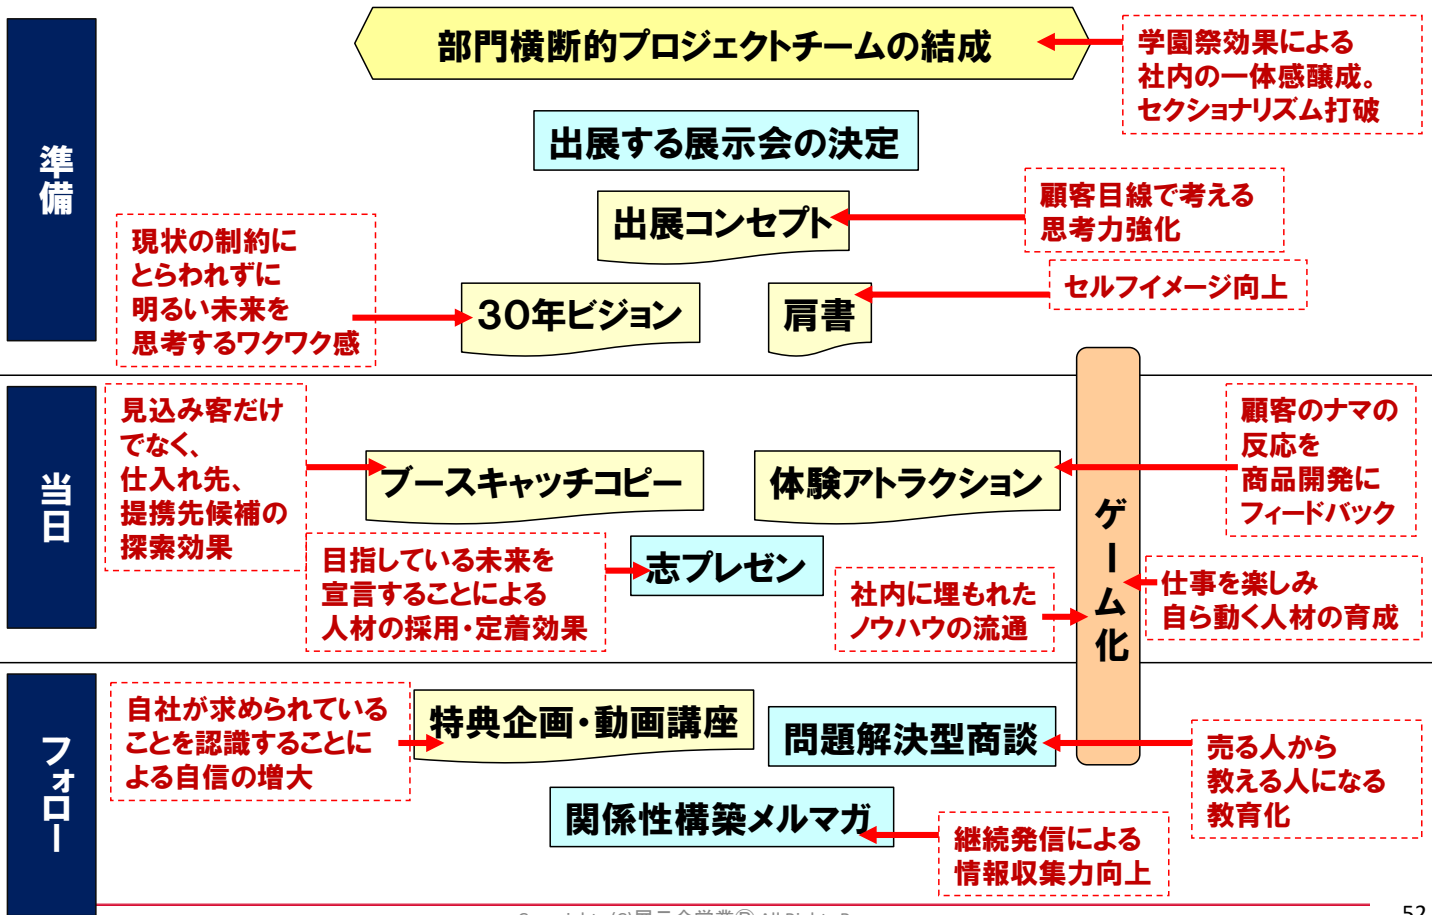 準備
部門横断的プロジェクトチームの結成
学園祭効果による
社内の一体感醸成。
セクショナリズム打破
出展する展示会の決定
出展コンセプト
顧客目線で考える
思考力強化
現状の制約に
とらわれずに
明るい未来を
思考するワクワク感
30年ビジョン
肩書
セルフイメージ向上
当日
見込み客だけ
でなく、
仕入れ先、
提携先候補の
探索効果
ブースキャッチコピー
体験アトラクション
顧客のナマの
反応を
商品開発に
フィードバック
目指している未来を
宣言することによる
人材の採用・定着効果
志プレゼン
社内に埋もれた
ノウハウの流通
ゲーム化
仕事を楽しみ
自ら動く人材の育成
フォロー
自社が求められている
ことを認識することに
よる自信の増大
特典企画・動画講座
問題解決型商談
売る人から
教える人になる
教育化
関係性構築メルマガ
継続発信による
情報収集力向上
52